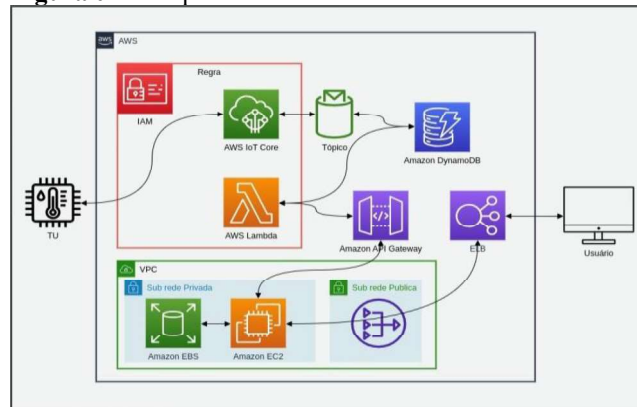 aws AWS
Regra
IAM
AWS IoT Core
Tópico
Amazon DynamoDB
TU
AWS Lambda
Amazon API Gateway
ELB
Usuário
VPC
Sub rede Privada
Sub rede Publica
Amazon EBS
Amazon EC2